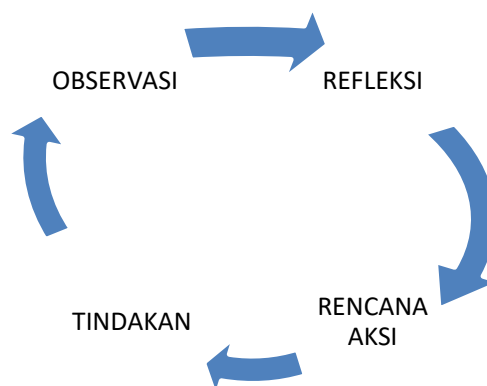 OBSERVASI
REFLEKSI
RENCANA
AKSI
TINDAKAN